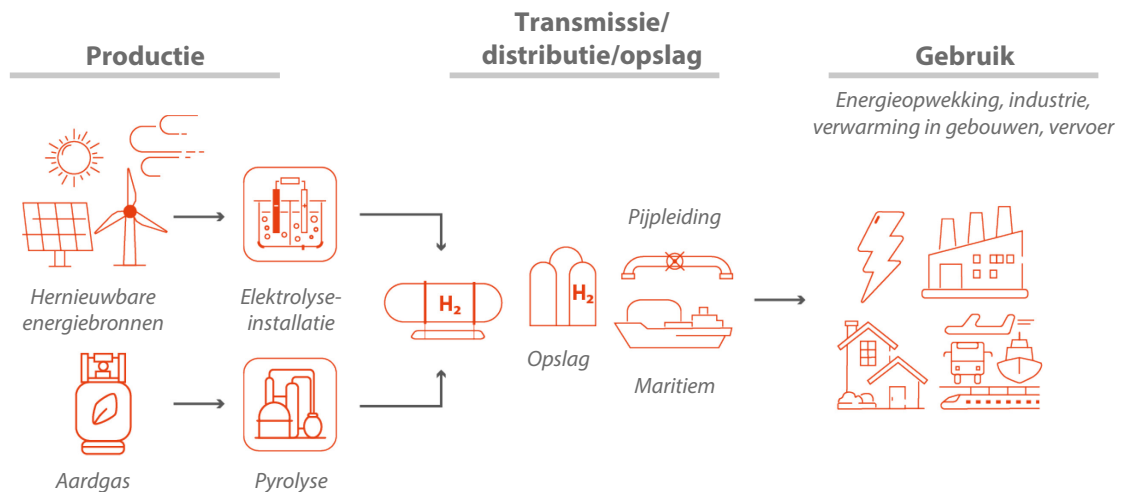 Productie
Transmissie/
distributie/opslag
Gebruik
Energieopwekking, industrie,
verwarming in gebouwen, vervoer
Hernieuwbare
energiebronnen
Elektrolyse-
installatie
H₂
H₂
Opslag
Pijpleiding
Maritiem
Aardgas
Pyrolyse